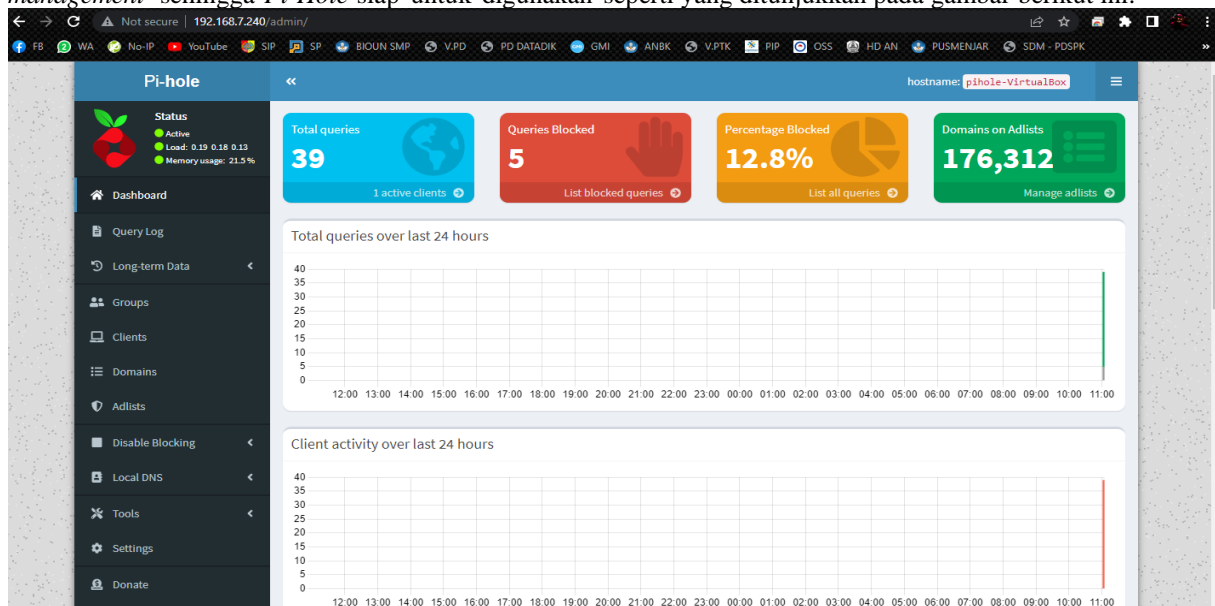 management sehingga Pi-Hole siap untuk digunakan seperti yang ditunjukkan pada gambar berikut ini:
Not secure | 192.168.7.240/admin/
FB WA No-IP YouTube SIP SP BIOUN SMP V.PD PD DATADIK GMI ANBK V.PTK PIP OSS HD AN PUSMENJAR SDM - PDSPK »
Pi-hole
«
hostname: pihole-VirtualBox
Status
Active
Load: 0.19 0.18 0.13
Memory usage: 21.5 %
Dashboard
Query Log
Long-term Data
Groups
Clients
Domains
Adlists
Disable Blocking
Local DNS
Tools
Settings
Donate
Total queries
39
1 active clients
Queries Blocked
5
List blocked queries
Percentage Blocked
12.8%
List all queries
Domains on Adlists
176,312
Manage adlists
Total queries over last 24 hours
40
35
30
25
20
15
10
5
0
12:00 13:00 14:00 15:00 16:00 17:00 18:00 19:00 20:00 21:00 22:00 23:00 00:00 01:00 02:00 03:00 04:00 05:00 06:00 07:00 08:00 09:00 10:00 11:00
Client activity over last 24 hours
40
35
30
25
20
15
10
5
0
12:00 13:00 14:00 15:00 16:00 17:00 18:00 19:00 20:00 21:00 22:00 23:00 00:00 01:00 02:00 03:00 04:00 05:00 06:00 07:00 08:00 09:00 10:00 11:00